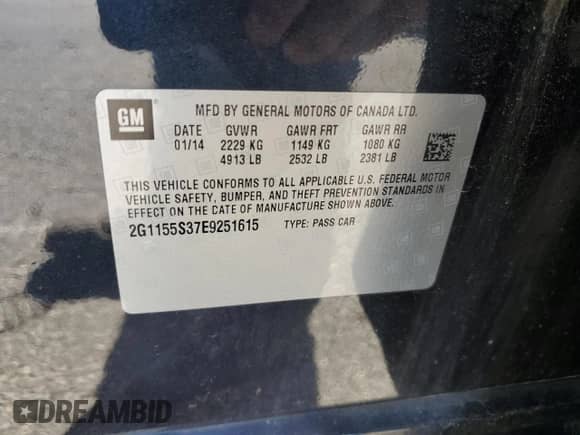 GM
MFD BY GENERAL MOTORS OF CANADA LTD.
DATE GVWR GAWR FRT GAWR RR
01/14 2229 KG 1149 KG 1080 KG
4913 LB 2532 LB 2381 LB
THIS VEHICLE CONFORMS TO ALL APPLICABLE U.S. FEDERAL MOTOR
VEHICLE SAFETY, BUMPER, AND THEFT PREVENTION STANDARDS IN
EFFECT ON THE DATE OF MANUFACTURE SHOWN ABOVE.
2G1155S37E9251615 TYPE: PASS CAR
DREAMBID